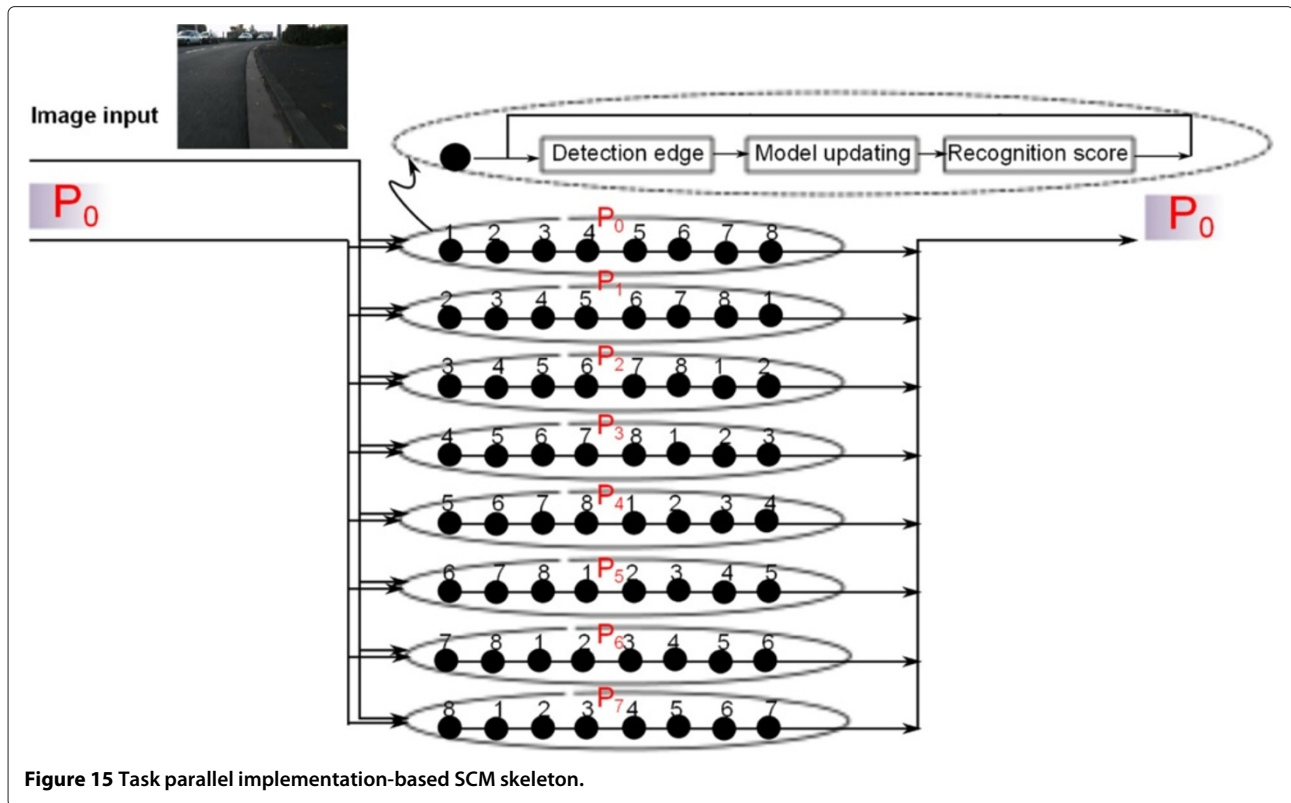 Image input
Detection edge Model updating Recognition score
P0 P0
P0
1 2 3 4 5 6 7 8
P1
2 3 4 5 6 7 8 1
P2
3 4 5 6 7 8 1 2
P3
4 5 6 7 8 1 2 3
P4
5 6 7 8 1 2 3 4
P5
6 7 8 1 2 3 4 5
P6
7 8 1 2 3 4 5 6
P7
8 1 2 3 4 5 6 7
Figure 15 Task parallel implementation-based SCM skeleton.